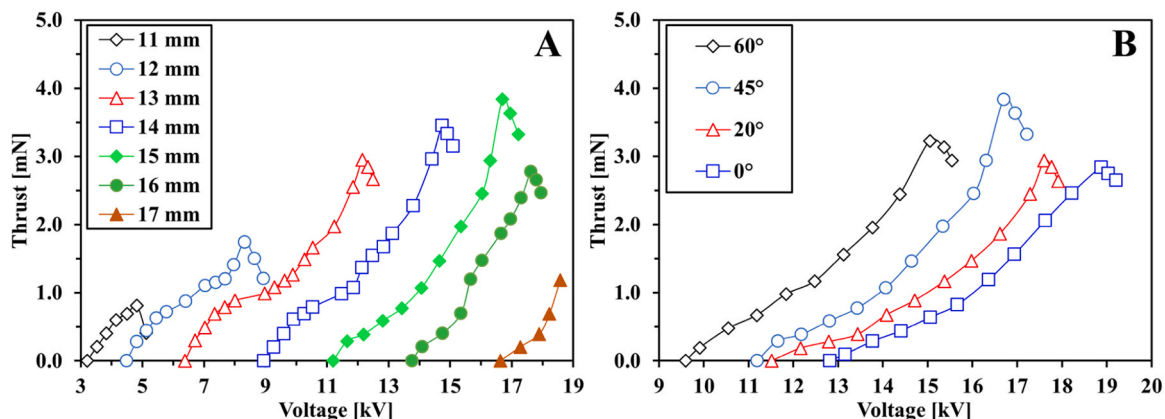 A
Thrust [mN]
5.0
4.0
3.0
2.0
1.0
0.0
11 mm
12 mm
13 mm
14 mm
15 mm
16 mm
17 mm
3 5 7 9 11 13 15 17 19
Voltage [kV]
B
Thrust [mN]
5.0
4.0
3.0
2.0
1.0
0.0
60°
45°
20°
0°
9 10 11 12 13 14 15 16 17 18 19 20
Voltage [kV]